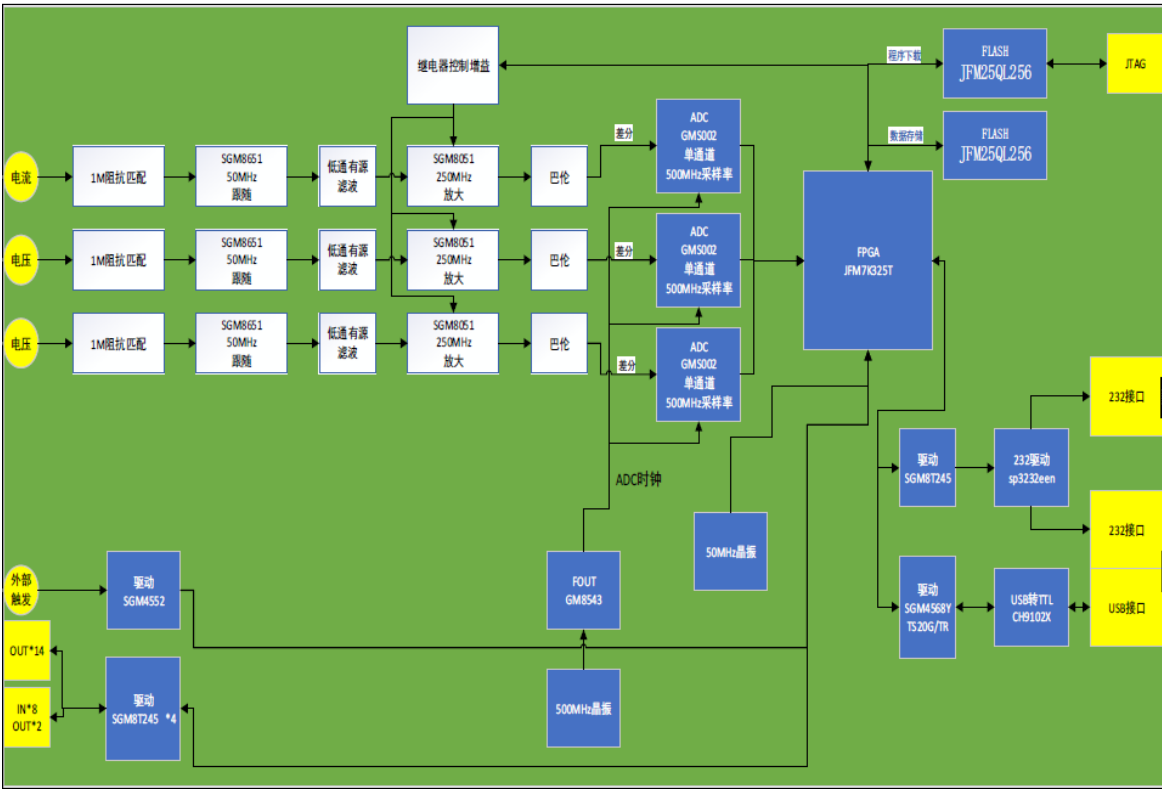 继电器控制增益
程序下载
FLASH
JFM25QL256
JTAG
数据存储
FLASH
JFM25QL256
电流
1M阻抗匹配
SGM8651
50MHz
跟随
低通有源
滤波
SGM8051
250MHz
放大
巴伦
差分
ADC
GMS002
单通道
500MHz采样率
电压
1M阻抗匹配
SGM8651
50MHz
跟随
低通有源
滤波
SGM8051
250MHz
放大
巴伦
差分
ADC
GMS002
单通道
500MHz采样率
FPGA
JFM7K325T
电压
1M阻抗匹配
SGM8651
50MHz
跟随
低通有源
滤波
SGM8051
250MHz
放大
巴伦
差分
ADC
GMS002
单通道
500MHz采样率
232接口
驱动
SGM8T245
232驱动
sp3232een
ADC时钟
50MHz晶振
232接口
外部
触发
驱动
SGM4552
FOUT
GM8543
驱动
SGM4568Y
TS20G/TR
USB转TTL
CH9102X
USB接口
OUT*14
IN*8
OUT*2
驱动
SGM8T245 *4
500MHz晶振